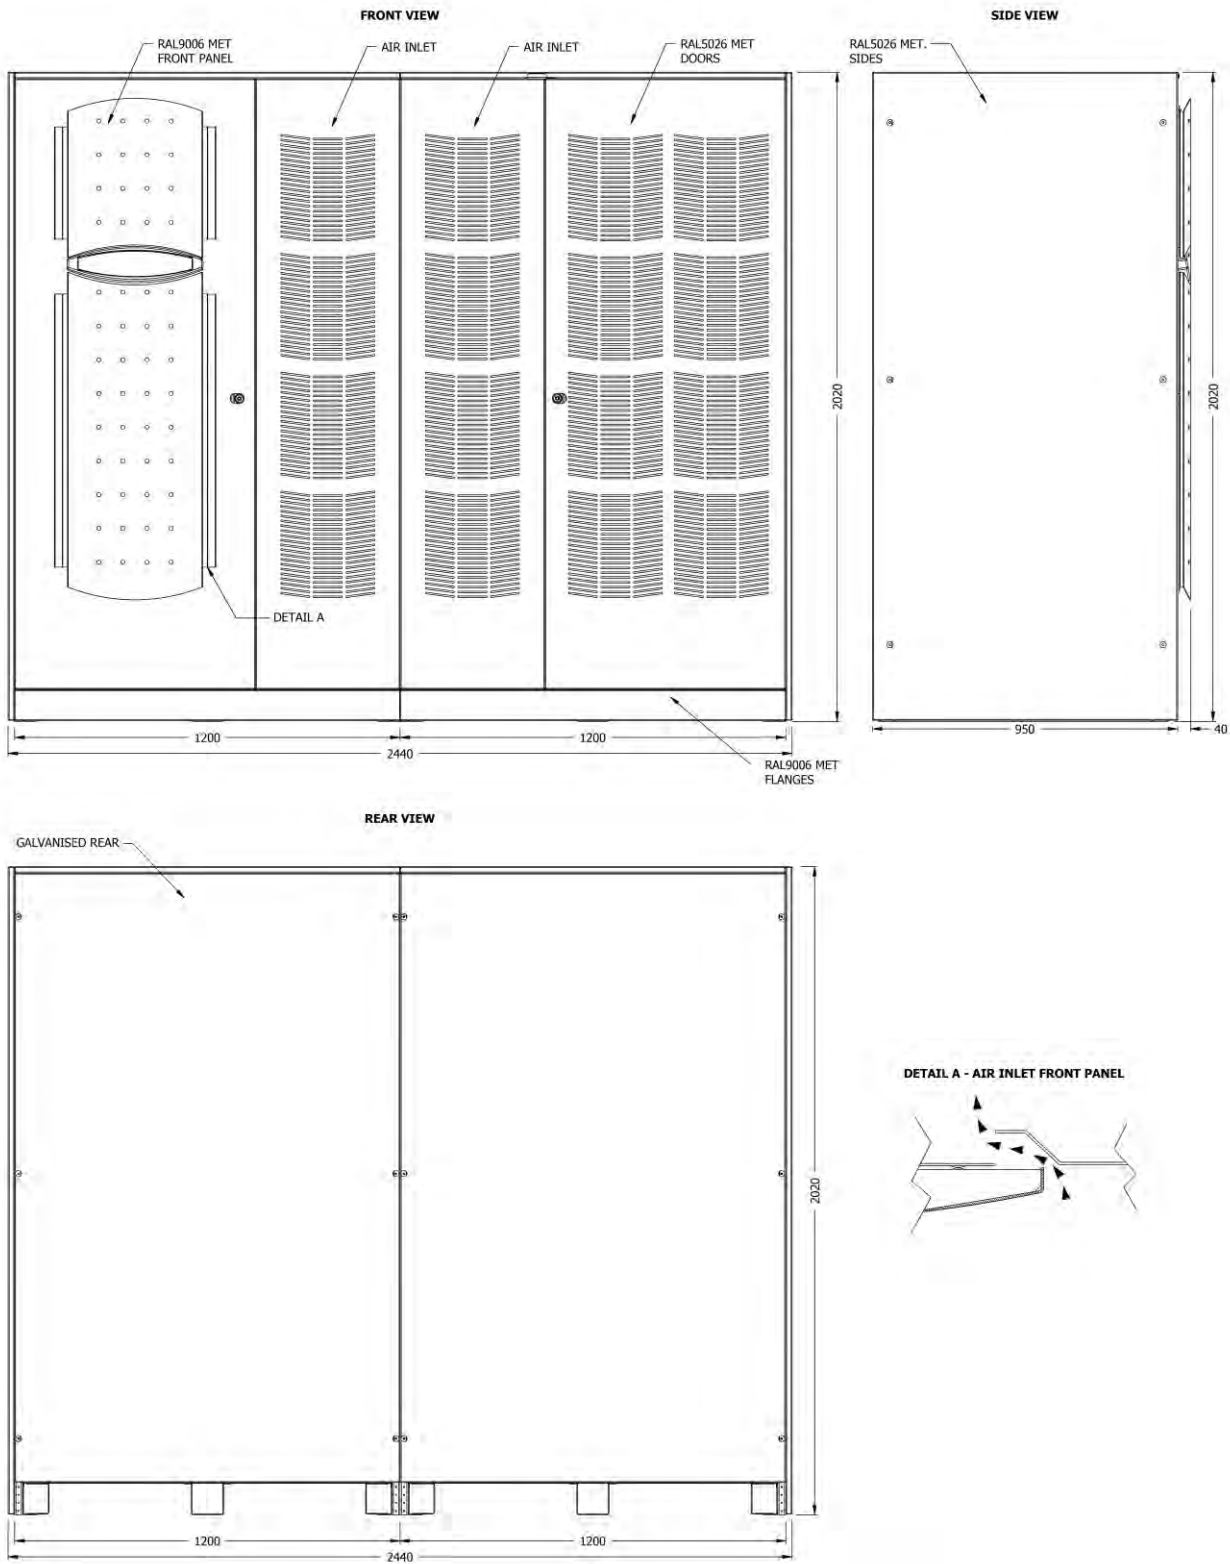 FRONT VIEW
SIDE VIEW
RAL9006 MET
FRONT PANEL
AIR INLET
AIR INLET
RAL5026 MET
DOORS
RAL5026 MET.
SIDES
2020
2020
DETAIL A
1200
1200
2440
950
40
RAL9006 MET
FLANGES
REAR VIEW
GALVANISED REAR
DETAIL A - AIR INLET FRONT PANEL
2020
1200
1200
2440